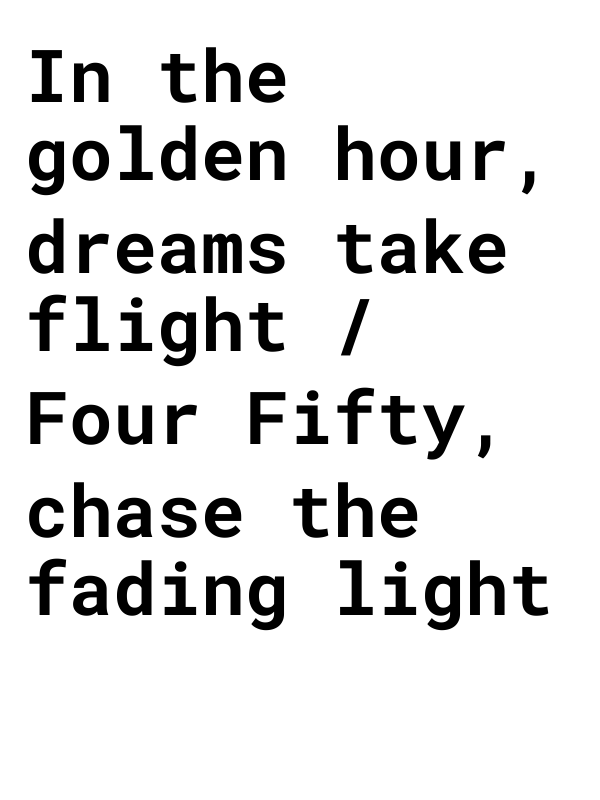 In the
golden hour,
dreams take
flight /
Four Fifty,
chase the
fading light